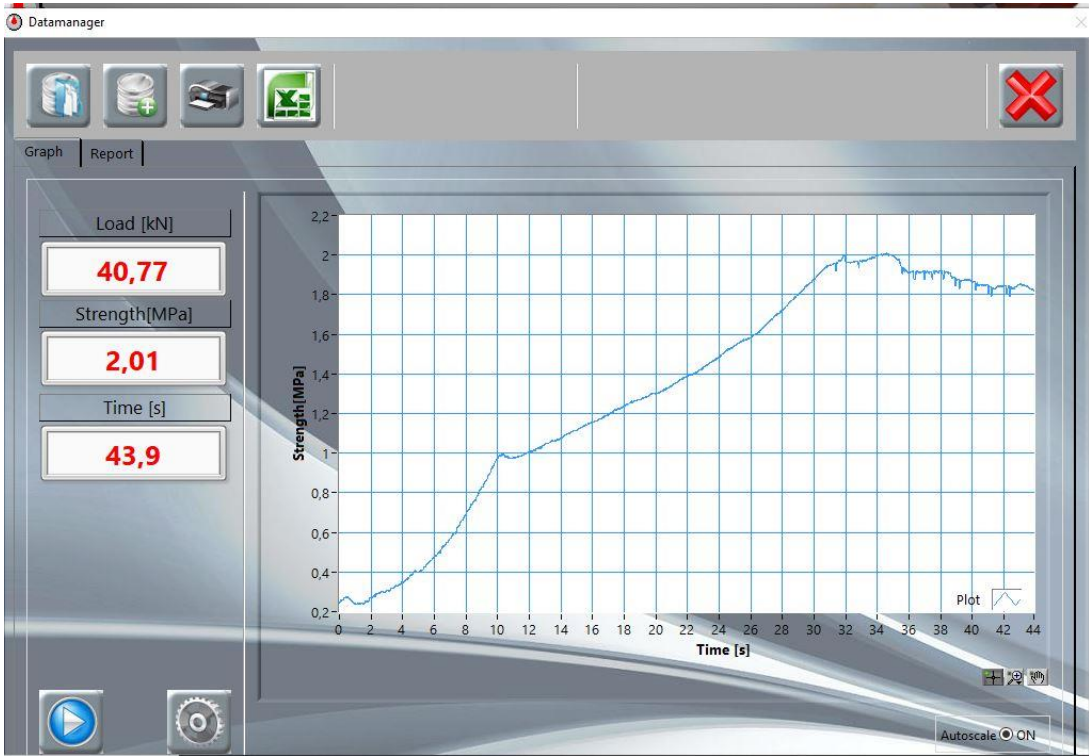 Datamanager
Graph
Report
Load [kN]
40,77
Strength[MPa]
2,01
Time [s]
43,9
Strength[MPa]
2,2
2
1,8
1,6
1,4
1,2
1
0,8
0,6
0,4
0,2
0 2 4 6 8 10 12 14 16 18 20 22 24 26 28 30 32 34 36 38 40 42 44
Time [s]
Plot
Autoscale ON